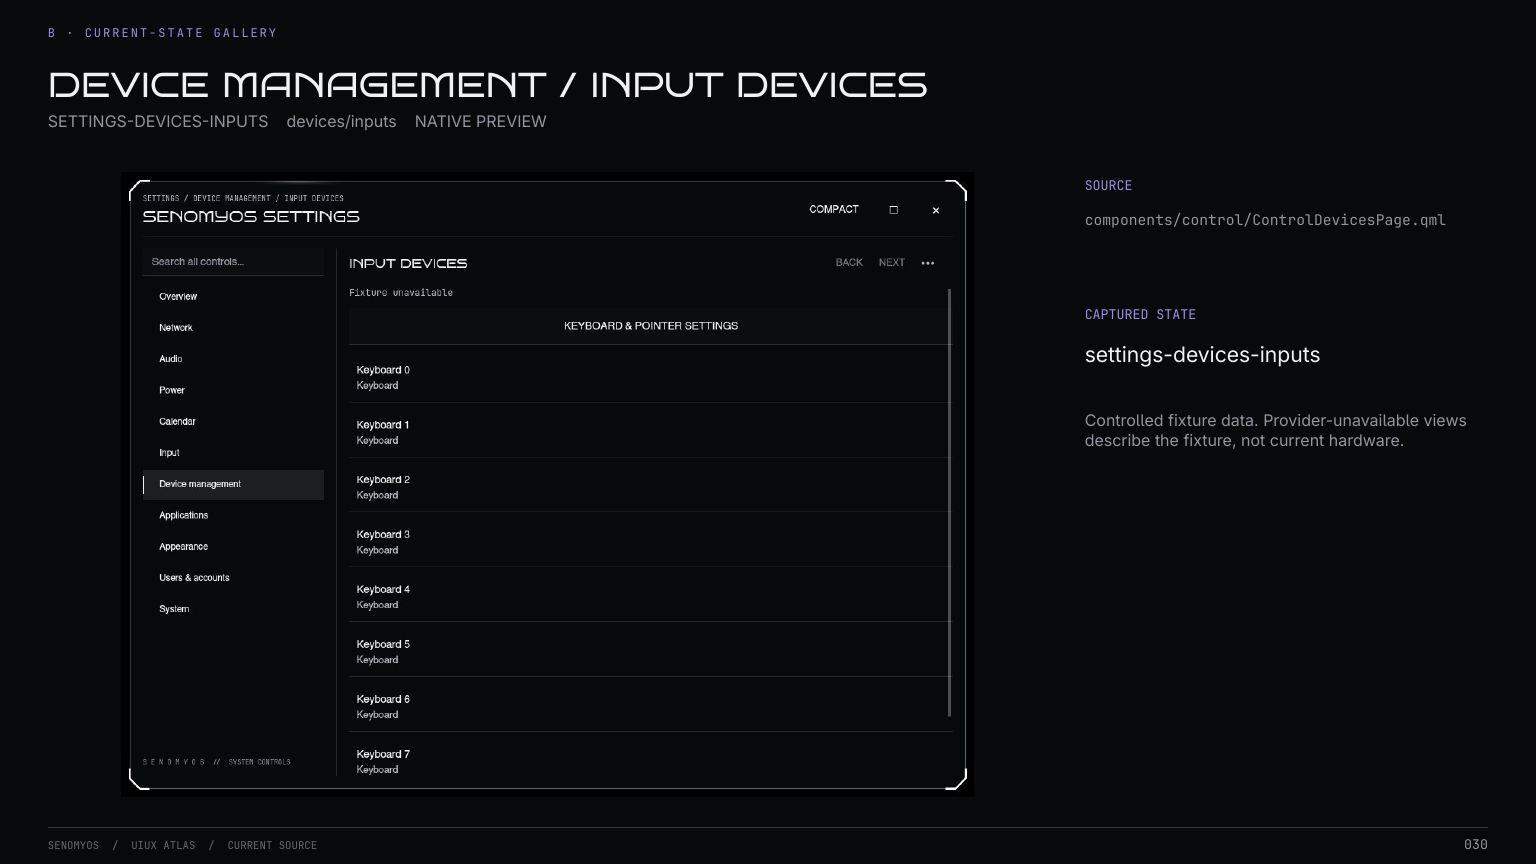 B · CURRENT-STATE GALLERY
DEVICE MANAGEMENT / INPUT DEVICES
SETTINGS-DEVICES-INPUTS devices/inputs NATIVE PREVIEW
SETTINGS / DEVICE MANAGEMENT / INPUT DEVICES
SENOMYOS SETTINGS
COMPACT
Search all controls...
Overview
Network
Audio
Power
Calendar
Input
Device management
Applications
Appearance
Users & accounts
System
SENOMYOS // SYSTEM CONTROLS
INPUT DEVICES
BACK NEXT •••
Fixture unavailable
KEYBOARD & POINTER SETTINGS
Keyboard 0
Keyboard
Keyboard 1
Keyboard
Keyboard 2
Keyboard
Keyboard 3
Keyboard
Keyboard 4
Keyboard
Keyboard 5
Keyboard
Keyboard 6
Keyboard
Keyboard 7
Keyboard
SOURCE
components/control/ControlDevicesPage.qml
CAPTURED STATE
settings-devices-inputs
Controlled fixture data. Provider-unavailable views
describe the fixture, not current hardware.
SENOMYOS / UIUX ATLAS / CURRENT SOURCE
030